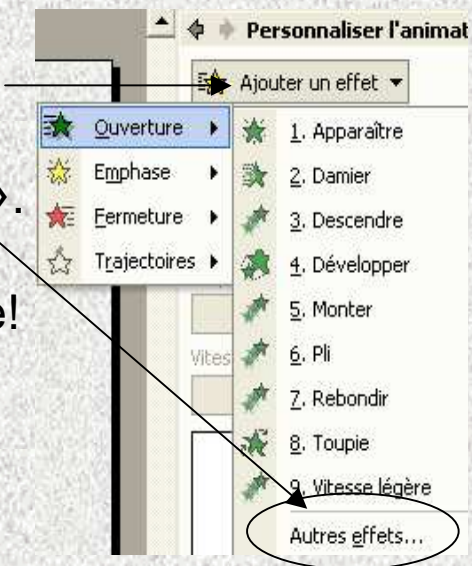 Personnaliser l'animat
Ajouter un effet
Ouverture
Emphase
Fermeture
Trajectoires
».
e!
Vites
1. Apparaître
2. Damier
3. Descendre
4. Développer
5. Monter
6. Pli
7. Rebondir
8. Toupie
9. Vitesse légère
Autres effets...